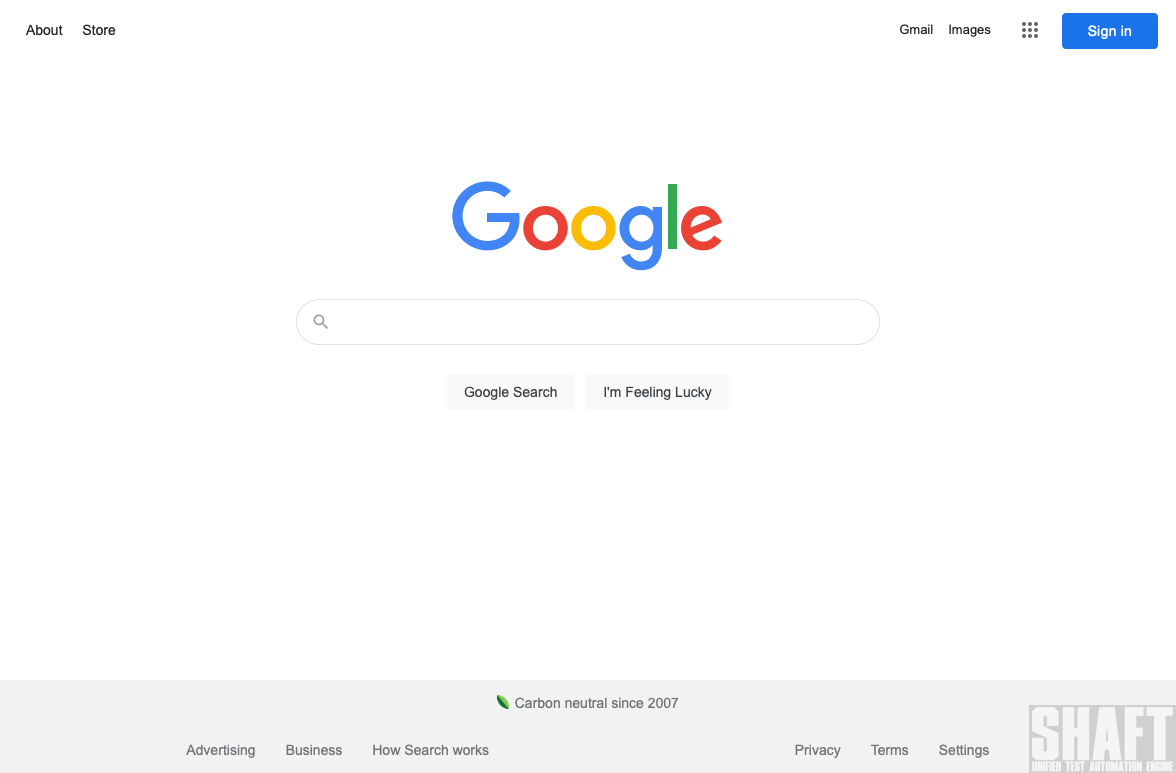 About Store Gmail Images Sign in
Google
Google Search I'm Feeling Lucky
Carbon neutral since 2007
Advertising Business How Search works Privacy Terms Settings
SHAFT
UNIFIED TEST AUTOMATION ENGINE